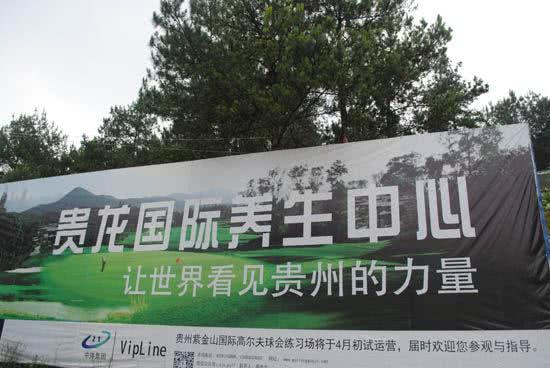 贵龙国际养生中心
让世界看见贵州的力量
VipLine
贵州紫金山国际高尔夫球会练习场将于4月初试运营，届时欢迎您参观与指导。